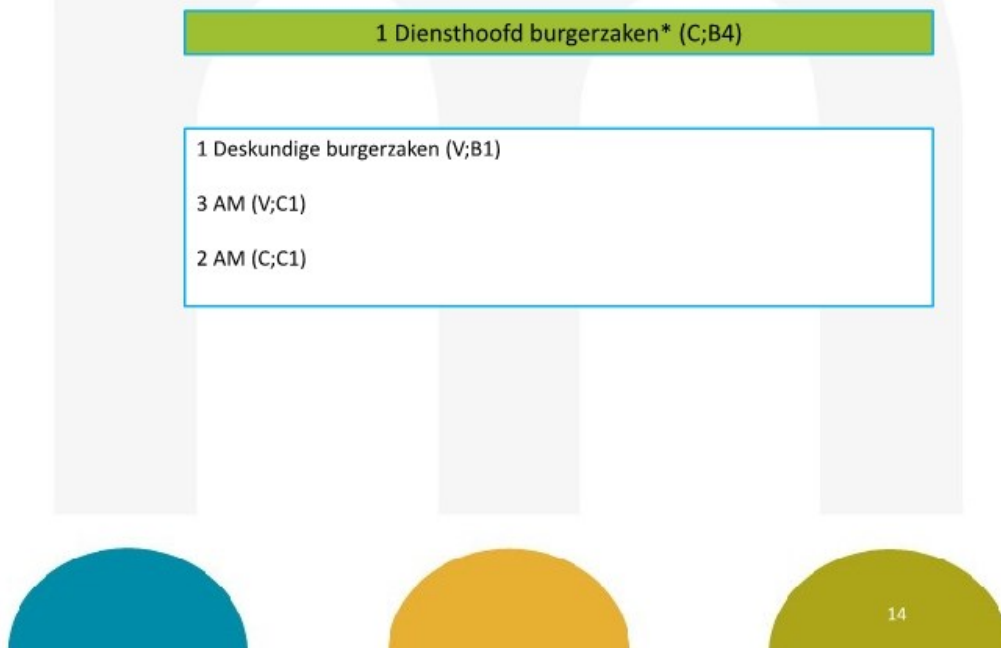 1 Diensthoofd burgerzaken* (C;B4)
1 Deskundige burgerzaken (V;B1)
3 AM (V;C1)
2 AM (C;C1)
14